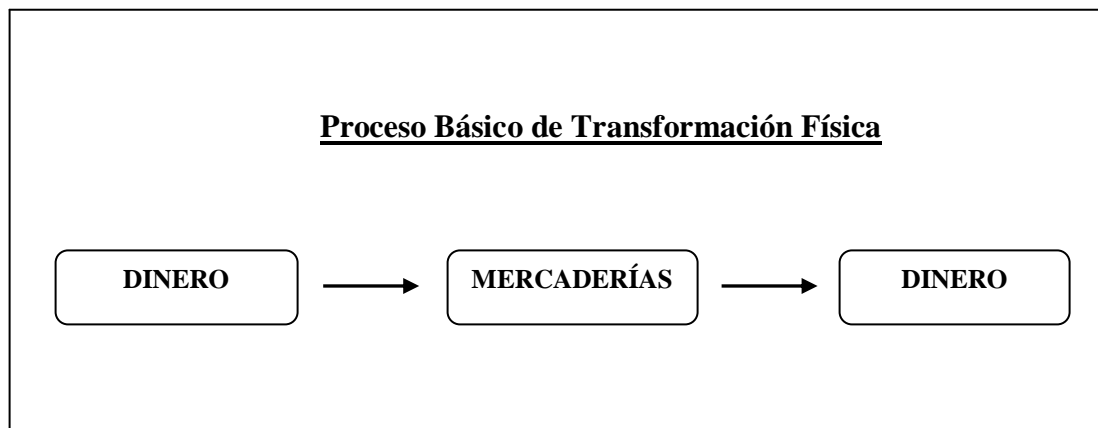 Proceso Básico de Transformación Física
DINERO
MERCADERÍAS
DINERO